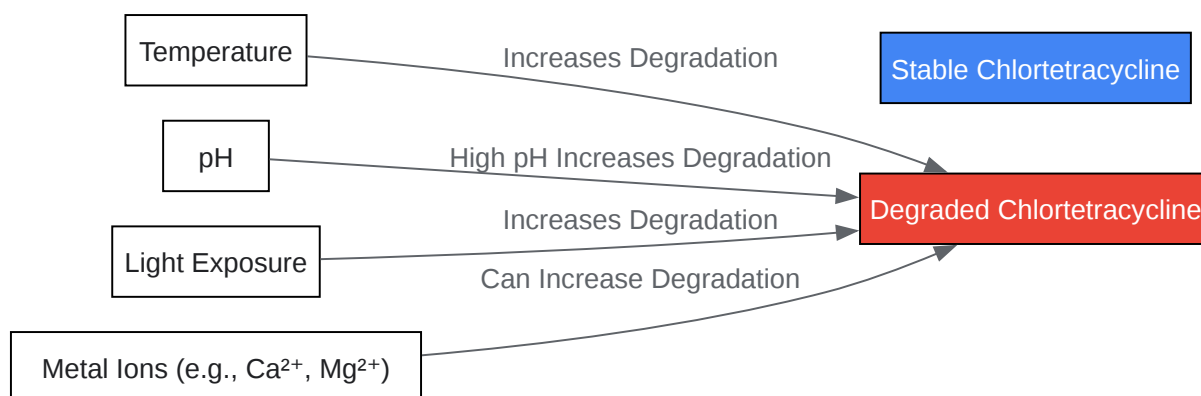 Temperature
Increases Degradation
Stable Chlortetracycline
pH
High pH Increases Degradation
Degraded Chlortetracycline
Light Exposure
Increases Degradation
Can Increase Degradation
Metal Ions (e.g., Ca²⁺, Mg²⁺)